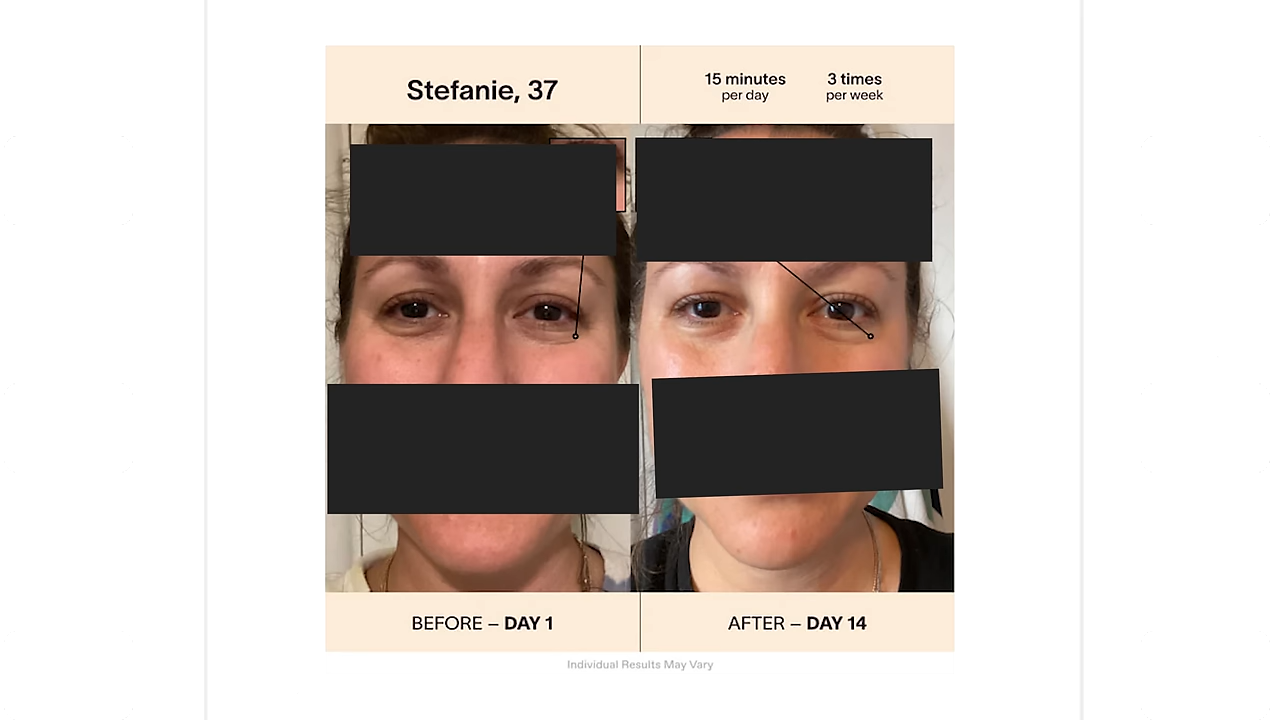 Stefanie, 37
15 minutes
per day
3 times
per week
BEFORE – DAY 1
AFTER – DAY 14
Individual Results May Vary